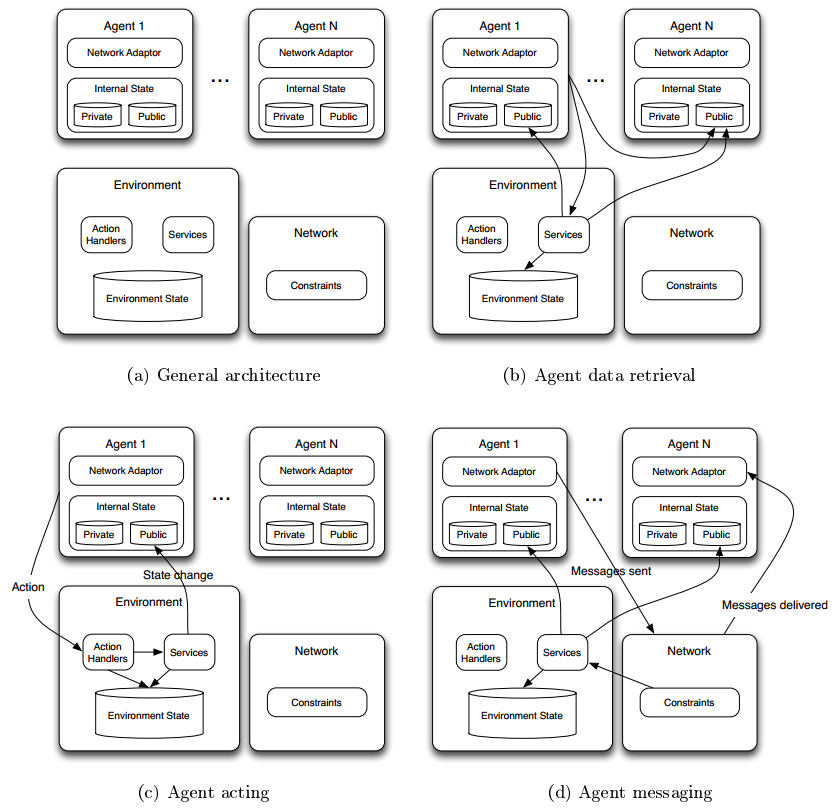 Agent 1
Network Adaptor
Internal State
Private
Public
...
Agent N
Network Adaptor
Internal State
Private
Public
Environment
Action
Handlers
Services
Environment State
Network
Constraints
(a) General architecture
Agent 1
Network Adaptor
Internal State
Private
Public
...
Agent N
Network Adaptor
Internal State
Private
Public
Environment
Action
Handlers
Services
Environment State
Network
Constraints
(b) Agent data retrieval
Agent 1
Network Adaptor
Internal State
Private
Public
...
Agent N
Network Adaptor
Internal State
Private
Public
State change
Action
Environment
Action
Handlers
Services
Environment State
Network
Constraints
(c) Agent acting
Agent 1
Network Adaptor
Internal State
Private
Public
...
Agent N
Network Adaptor
Internal State
Private
Public
Messages sent
Messages delivered
Environment
Action
Handlers
Services
Environment State
Network
Constraints
(d) Agent messaging